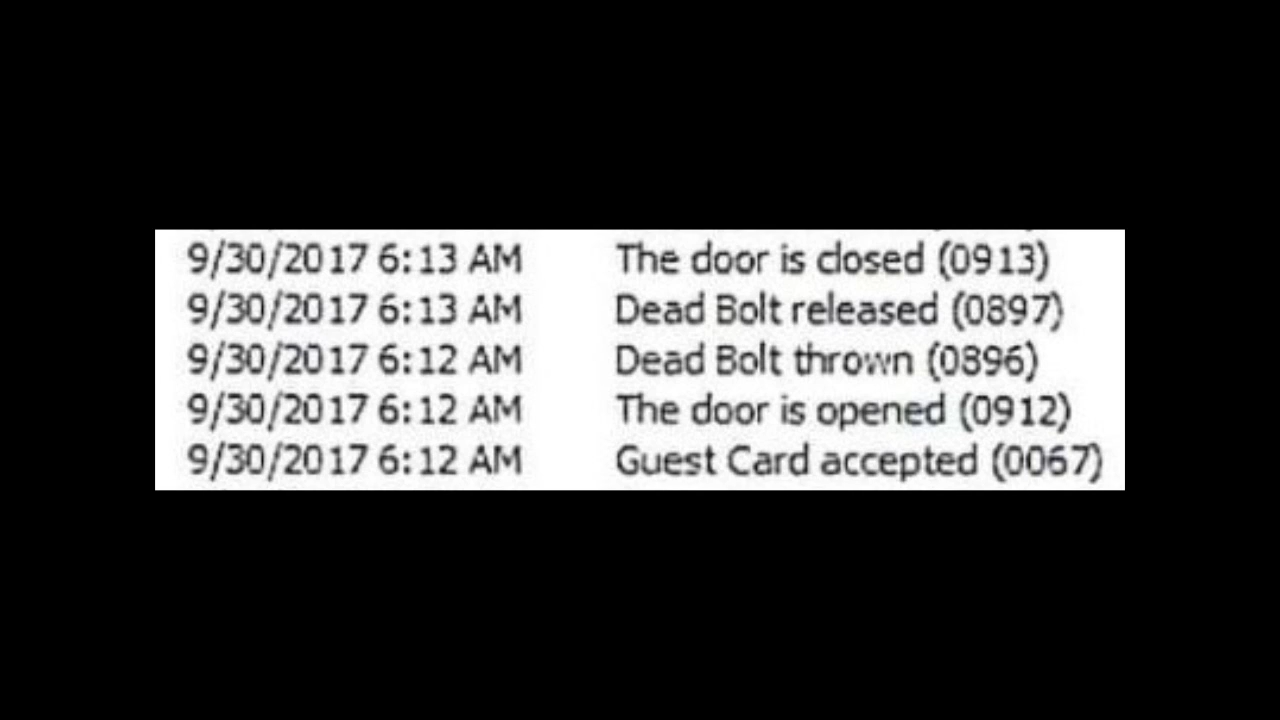 9/30/2017 6:13 AM The door is closed (0913)
9/30/2017 6:13 AM Dead Bolt released (0897)
9/30/2017 6:12 AM Dead Bolt thrown (0896)
9/30/2017 6:12 AM The door is opened (0912)
9/30/2017 6:12 AM Guest Card accepted (0067)